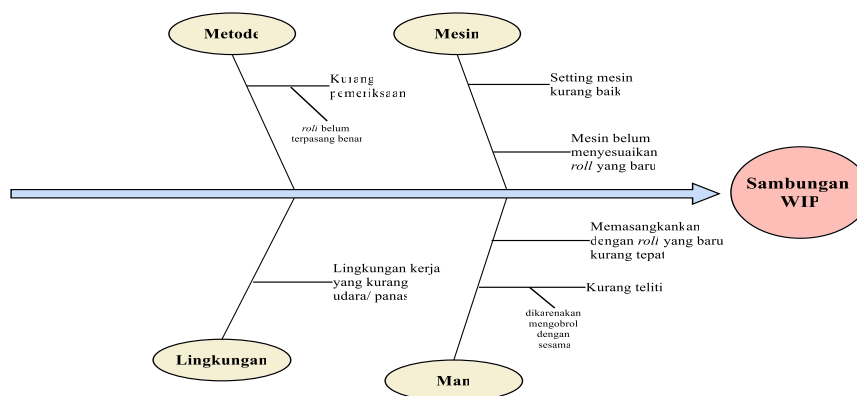 Metode
Mesin
Kurang
pemeriksaan
roll belum
terpasang benar
Setting mesin
kurang baik
Mesin belum
menyesuaikan
roll yang baru
Sambungan
WIP
Memasangkankan
dengan roll yang baru
kurang tepat
Kurang teliti
dikarenakan
mengobrol
dengan
sesama
Lingkungan kerja
yang kurang
udara/ panas
Lingkungan
Man